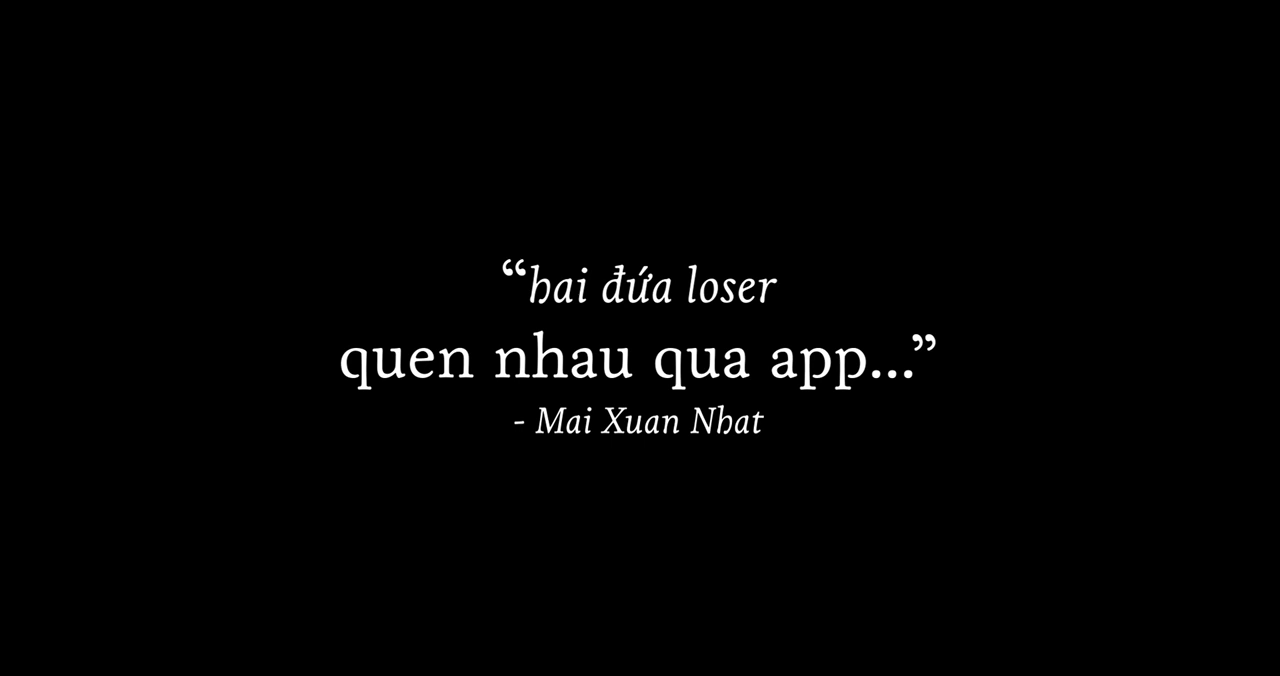 “hai đứa loser
quen nhau qua app...”
- Mai Xuan Nhat